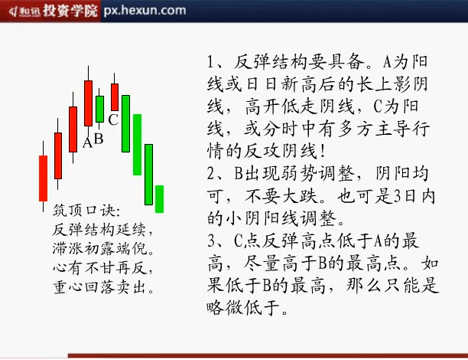 和讯 投资学院 px.hexun.com
1、反弹结构要具备。A为阳
线或日日新高后的长上影阴
线，高开低走阴线，C为阳
线，或分时中有多方主导行
情的反攻阴线！
2、B出现弱势调整，阴阳均
可，不要大跌。也可是3日内
的小阴阳线调整。
3、C点反弹高点低于A的最
高，尽量高于B的最高点。如
果低于B的最高，那么只能是
略微低于。
A
B
C
筑顶口诀：
反弹结构延续，
滞涨初露端倪。
心有不甘再反，
重心回落卖出。